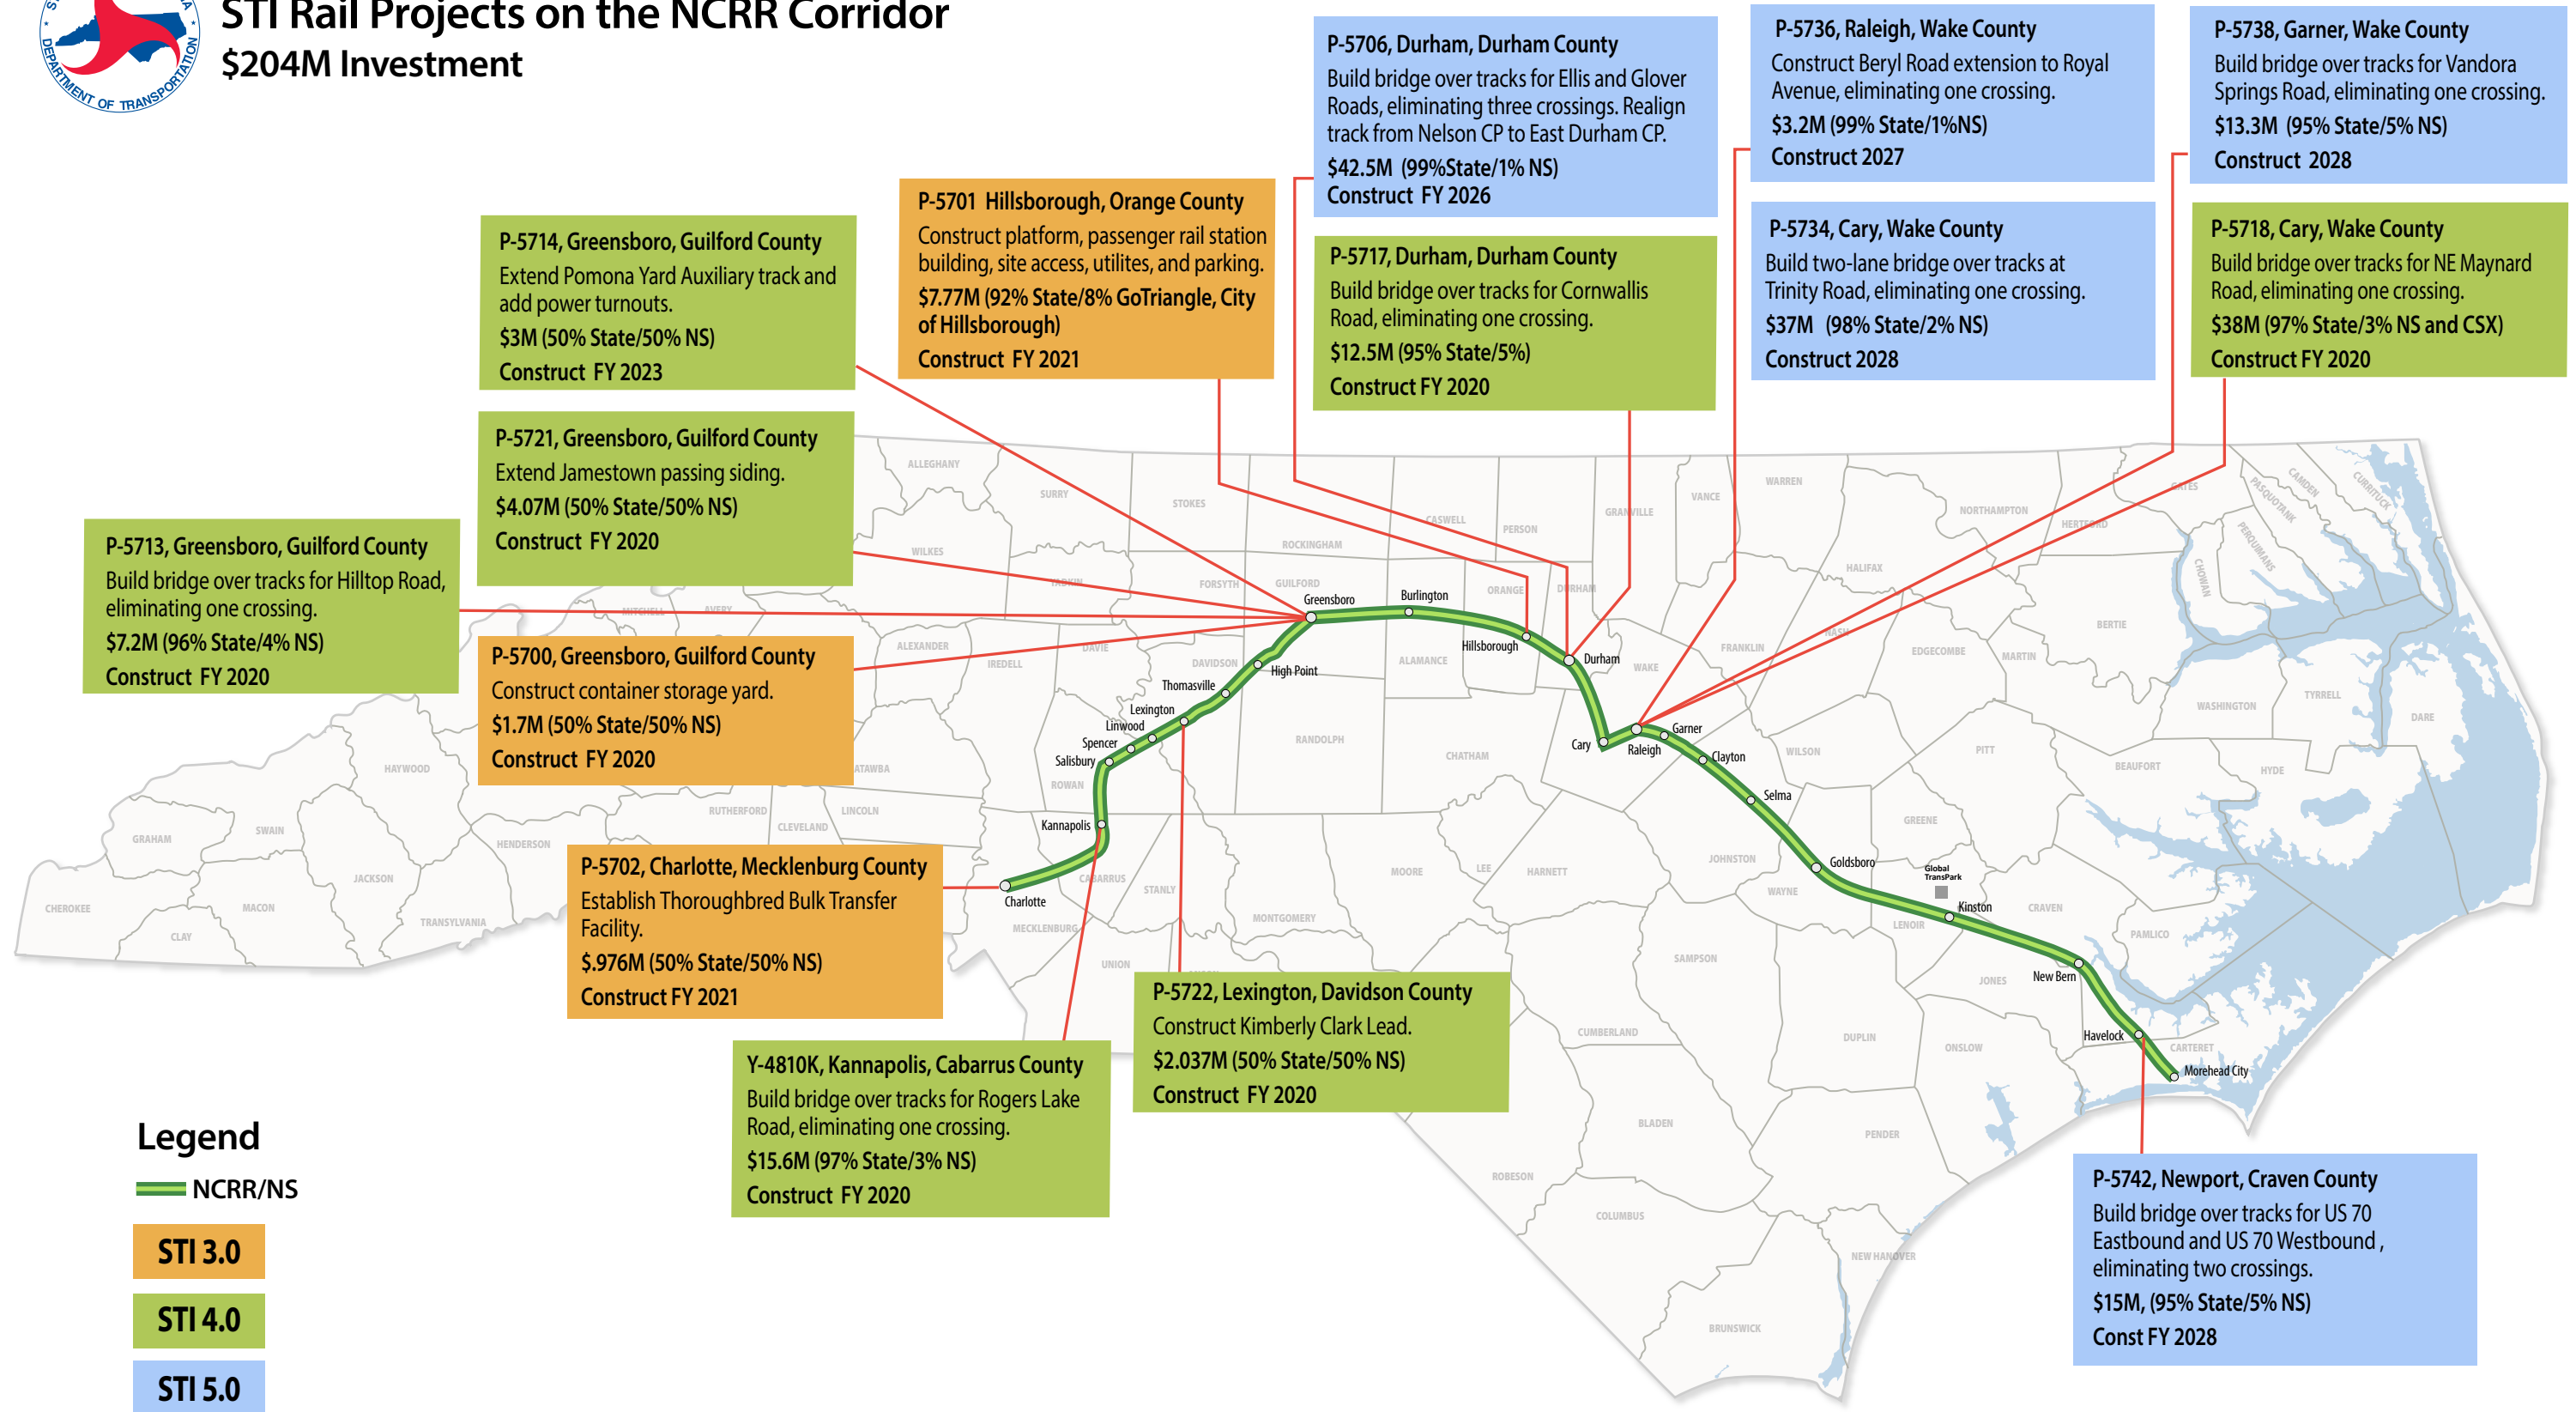 DEPARTMENT OF TRANSPORTATION
STI Rail Projects on the NCRR Corridor
$204M Investment
P-5706, Durham, Durham County
Build bridge over tracks for Ellis and Glover
Roads, eliminating three crossings. Realign
track from Nelson CP to East Durham CP.
$42.5M (99%State/1% NS)
Construct FY 2026
P-5736, Raleigh, Wake County
Construct Beryl Road extension to Royal
Avenue, eliminating one crossing.
$3.2M (99% State/1%NS)
Construct 2027
P-5738, Garner, Wake County
Build bridge over tracks for Vandora
Springs Road, eliminating one crossing.
$13.3M (95% State/5% NS)
Construct 2028
P-5714, Greensboro, Guilford County
Extend Pomona Yard Auxiliary track and
add power turnouts.
$3M (50% State/50% NS)
Construct FY 2023
P-5701 Hillsborough, Orange County
Construct platform, passenger rail station
building, site access, utilites, and parking.
$7.77M (92% State/8% GoTriangle, City
of Hillsborough)
Construct FY 2021
P-5717, Durham, Durham County
Build bridge over tracks for Cornwallis
Road, eliminating one crossing.
$12.5M (95% State/5%)
Construct FY 2020
P-5734, Cary, Wake County
Build two-lane bridge over tracks at
Trinity Road, eliminating one crossing.
$37M (98% State/2% NS)
Construct 2028
P-5718, Cary, Wake County
Build bridge over tracks for NE Maynard
Road, eliminating one crossing.
$38M (97% State/3% NS and CSX)
Construct FY 2020
P-5721, Greensboro, Guilford County
Extend Jamestown passing siding.
$4.07M (50% State/50% NS)
Construct FY 2020
P-5713, Greensboro, Guilford County
Build bridge over tracks for Hilltop Road,
eliminating one crossing.
$7.2M (96% State/4% NS)
Construct FY 2020
P-5700, Greensboro, Guilford County
Construct container storage yard.
$1.7M (50% State/50% NS)
Construct FY 2020
P-5702, Charlotte, Mecklenburg County
Establish Thoroughbred Bulk Transfer
Facility.
$.976M (50% State/50% NS)
Construct FY 2021
Y-4810K, Kannapolis, Cabarrus County
Build bridge over tracks for Rogers Lake
Road, eliminating one crossing.
$15.6M (97% State/3% NS)
Construct FY 2020
P-5722, Lexington, Davidson County
Construct Kimberly Clark Lead.
$2.037M (50% State/50% NS)
Construct FY 2020
P-5742, Newport, Craven County
Build bridge over tracks for US 70
Eastbound and US 70 Westbound ,
eliminating two crossings.
$15M, (95% State/5% NS)
Const FY 2028
Greensboro
Burlington
Hillsborough
Durham
High Point
Thomasville
Lexington
Linwood
Spencer
Salisbury
Kannapolis
Charlotte
Cary
Raleigh
Garner
Clayton
Selma
Goldsboro
Global
TransPark
Kinston
New Bern
Havelock
Morehead City
ALLEGHANY
SURRY
STOKES
ROCKINGHAM
CASWELL
PERSON
GRANVILLE
VANCE
WARREN
NORTHAMPTON
HERTFORD
GATES
PASQUOTANK
CAMDEN
CURRITUCK
PERQUIMANS
CHOWAN
WILKES
YADKIN
FORSYTH
GUILFORD
ORANGE
DURHAM
HALIFAX
BERTIE
MITCHELL
AVERY
ALEXANDER
IREDELL
DAVIE
DAVIDSON
ALAMANCE
WAKE
FRANKLIN
NASH
EDGECOMBE
MARTIN
WASHINGTON
TYRRELL
DARE
HAYWOOD
ATAWBA
ROWAN
RANDOLPH
CHATHAM
WILSON
PITT
BEAUFORT
HYDE
GRAHAM
SWAIN
HENDERSON
RUTHERFORD
CLEVELAND
LINCOLN
CABARRUS
STANLY
MOORE
LEE
HARNETT
JOHNSTON
WAYNE
GREENE
LENOIR
CRAVEN
PAMLICO
CHEROKEE
CLAY
MACON
JACKSON
TRANSYLVANIA
MECKLENBURG
UNION
MONTGOMERY
SAMPSON
JONES
CUMBERLAND
DUPLIN
ONSLOW
CARTERET
BLADEN
PENDER
ROBESON
COLUMBUS
NEW HANOVER
BRUNSWICK
Legend
NCRR/NS
STI 3.0
STI 4.0
STI 5.0